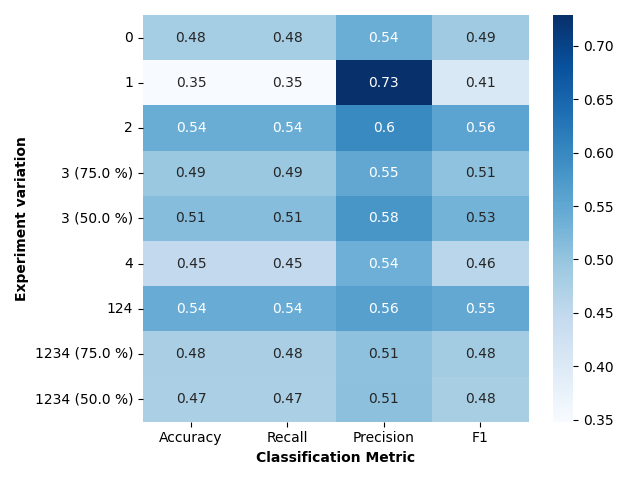 0 0.48 0.48 0.54 0.49
1 0.35 0.35 0.73 0.41
2 0.54 0.54 0.6 0.56
3 (75.0 %) 0.49 0.49 0.55 0.51
3 (50.0 %) 0.51 0.51 0.58 0.53
4 0.45 0.45 0.54 0.46
124 0.54 0.54 0.56 0.55
1234 (75.0 %) 0.48 0.48 0.51 0.48
1234 (50.0 %) 0.47 0.47 0.51 0.48
Accuracy Recall Precision F1
Classification Metric
Experiment variation
0.70
0.65
0.60
0.55
0.50
0.45
0.40
0.35